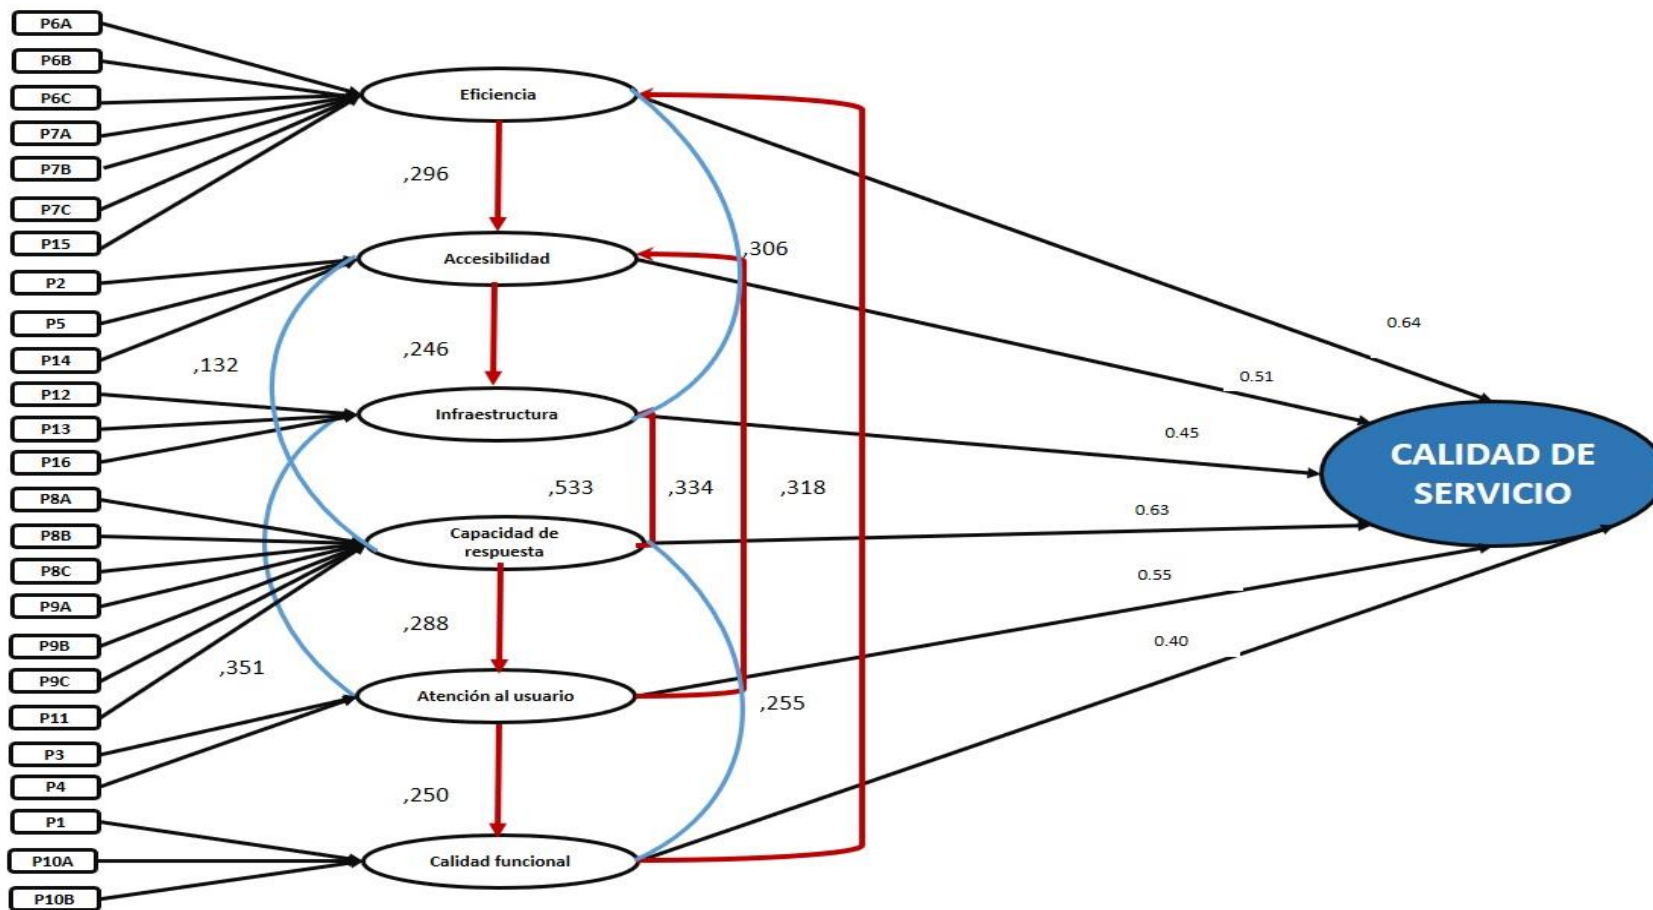 P6A
P6B
P6C
P7A
P7B
P7C
P15
P2
P5
P14
P12
P13
P16
P8A
P8B
P8C
P9A
P9B
P9C
P11
P3
P4
P1
P10A
P10B
Eficiencia
,296
Accesibilidad
,306
,246
,132
Infraestructura
,533
,334
,318
Capacidad de
respuesta
,288
,351
Atención al usuario
,255
,250
Calidad funcional
0.64
0.51
0.45
0.63
0.55
0.40
CALIDAD DE
SERVICIO